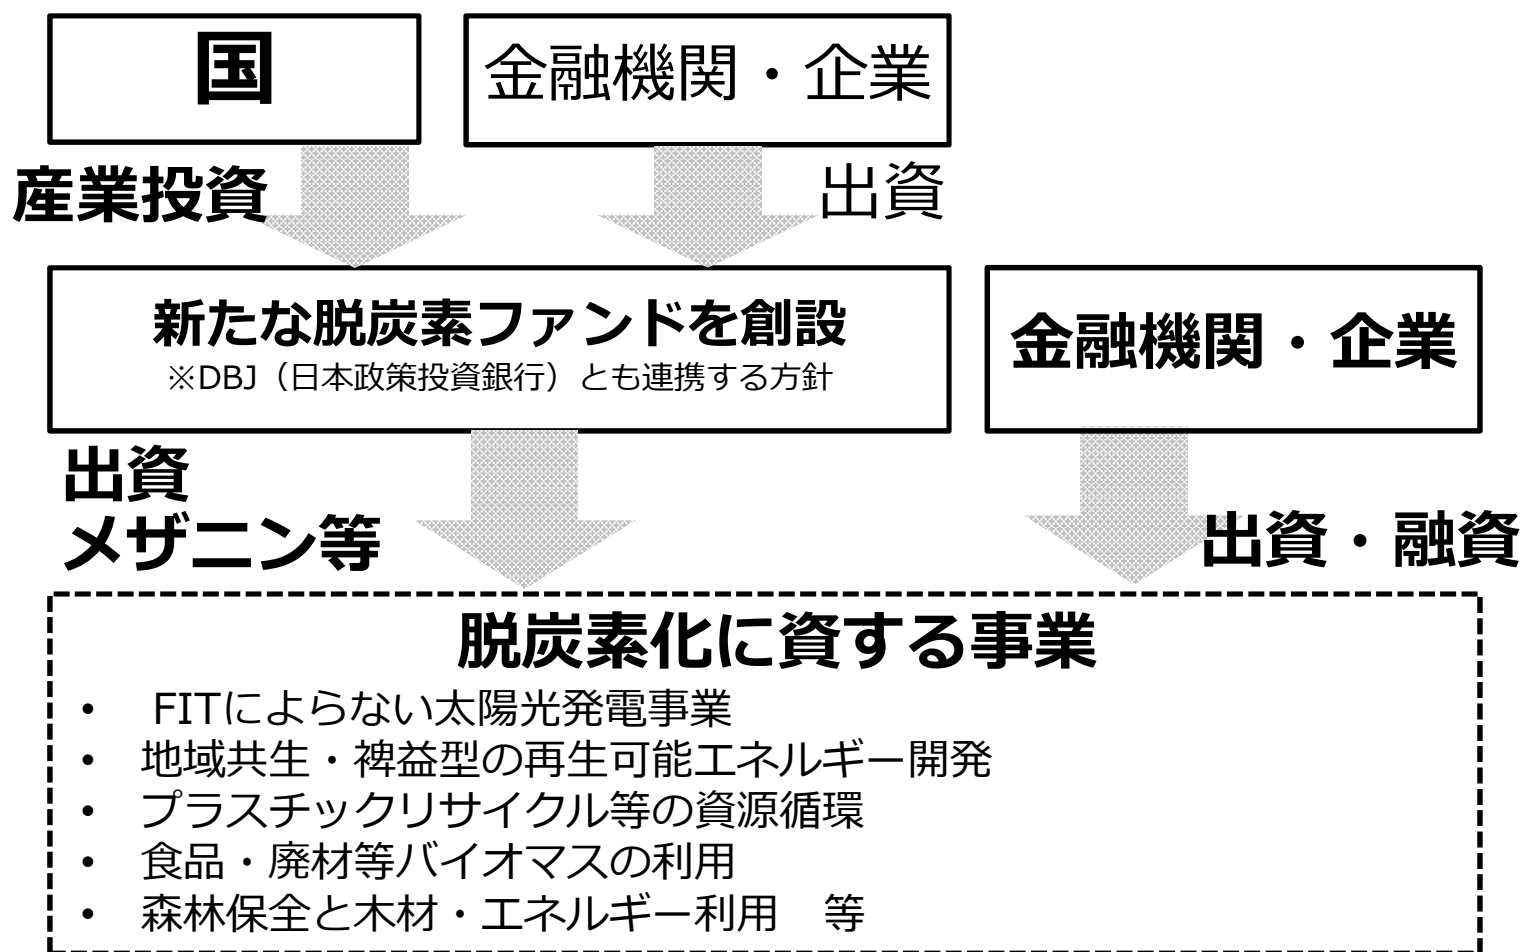 国
金融機関・企業
産業投資
出資
新たな脱炭素ファンドを創設
※DBJ（日本政策投資銀行）とも連携する方針
金融機関・企業
出資
メザニン等
出資・融資
脱炭素化に資する事業
• FITによらない太陽光発電事業
• 地域共生・裨益型の再生可能エネルギー開発
• プラスチックリサイクル等の資源循環
• 食品・廃材等バイオマスの利用
• 森林保全と木材・エネルギー利用　等